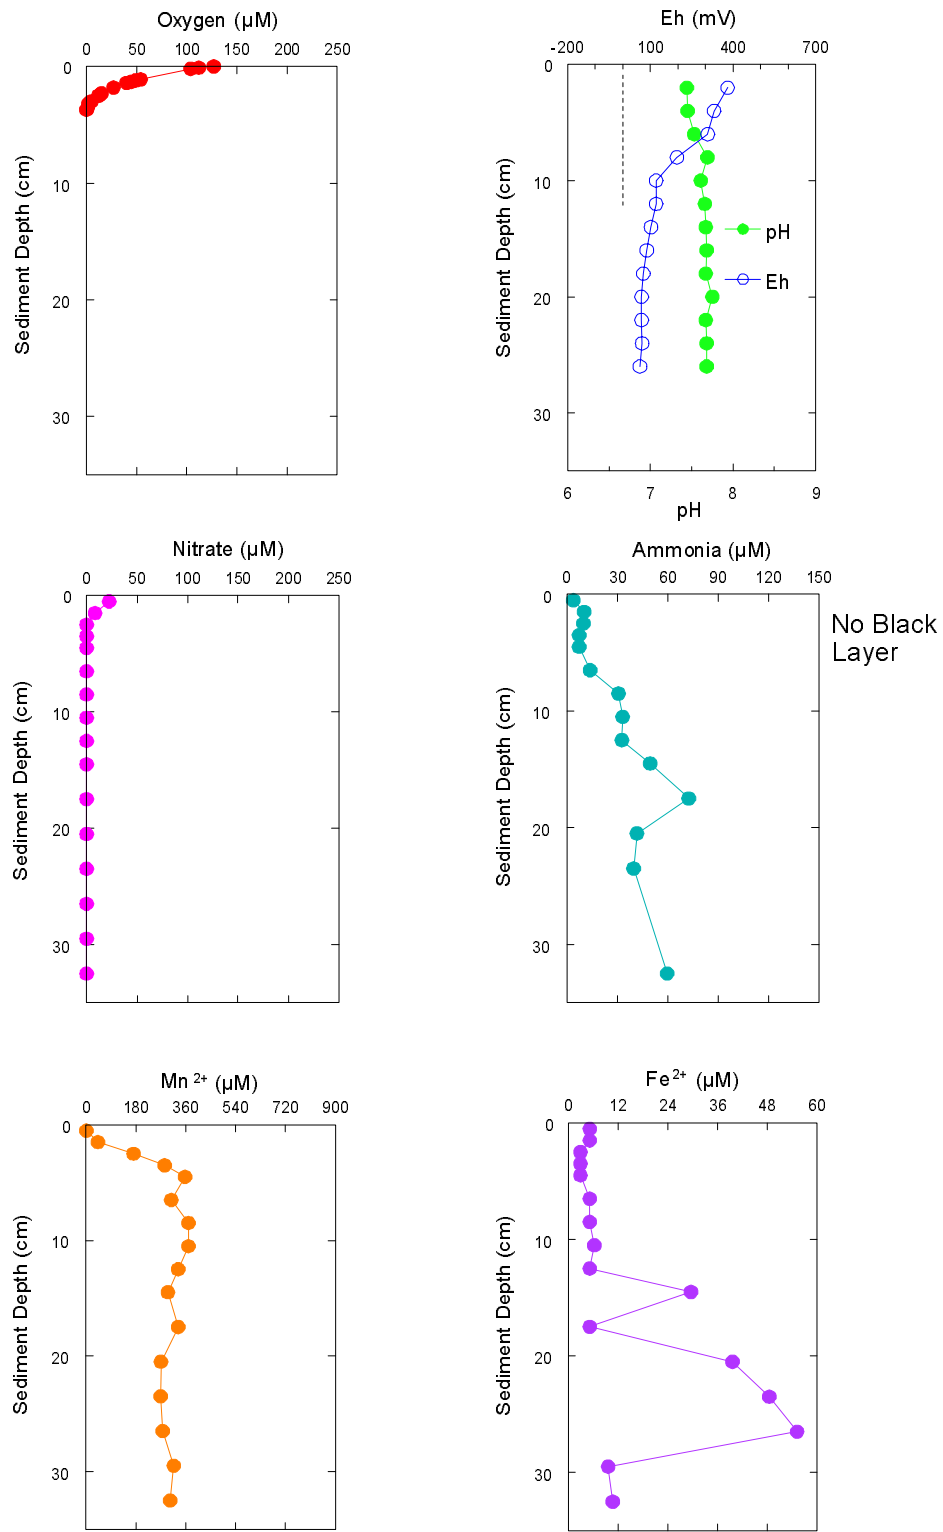 Oxygen (µM)
0 50 100 150 200 250
0
10
20
30
Sediment Depth (cm)
Eh (mV)
-200 100 400 700
0
10
20
30
Sediment Depth (cm)
pH
Eh
6 7 8 9
pH
Nitrate (µM)
0 50 100 150 200 250
0
10
20
30
Sediment Depth (cm)
Ammonia (µM)
0 30 60 90 120 150
0
10
20
30
Sediment Depth (cm)
No Black
Layer
Mn 2+ (µM)
0 180 360 540 720 900
0
10
20
30
Sediment Depth (cm)
Fe2+ (µM)
0 12 24 36 48 60
0
10
20
30
Sediment Depth (cm)